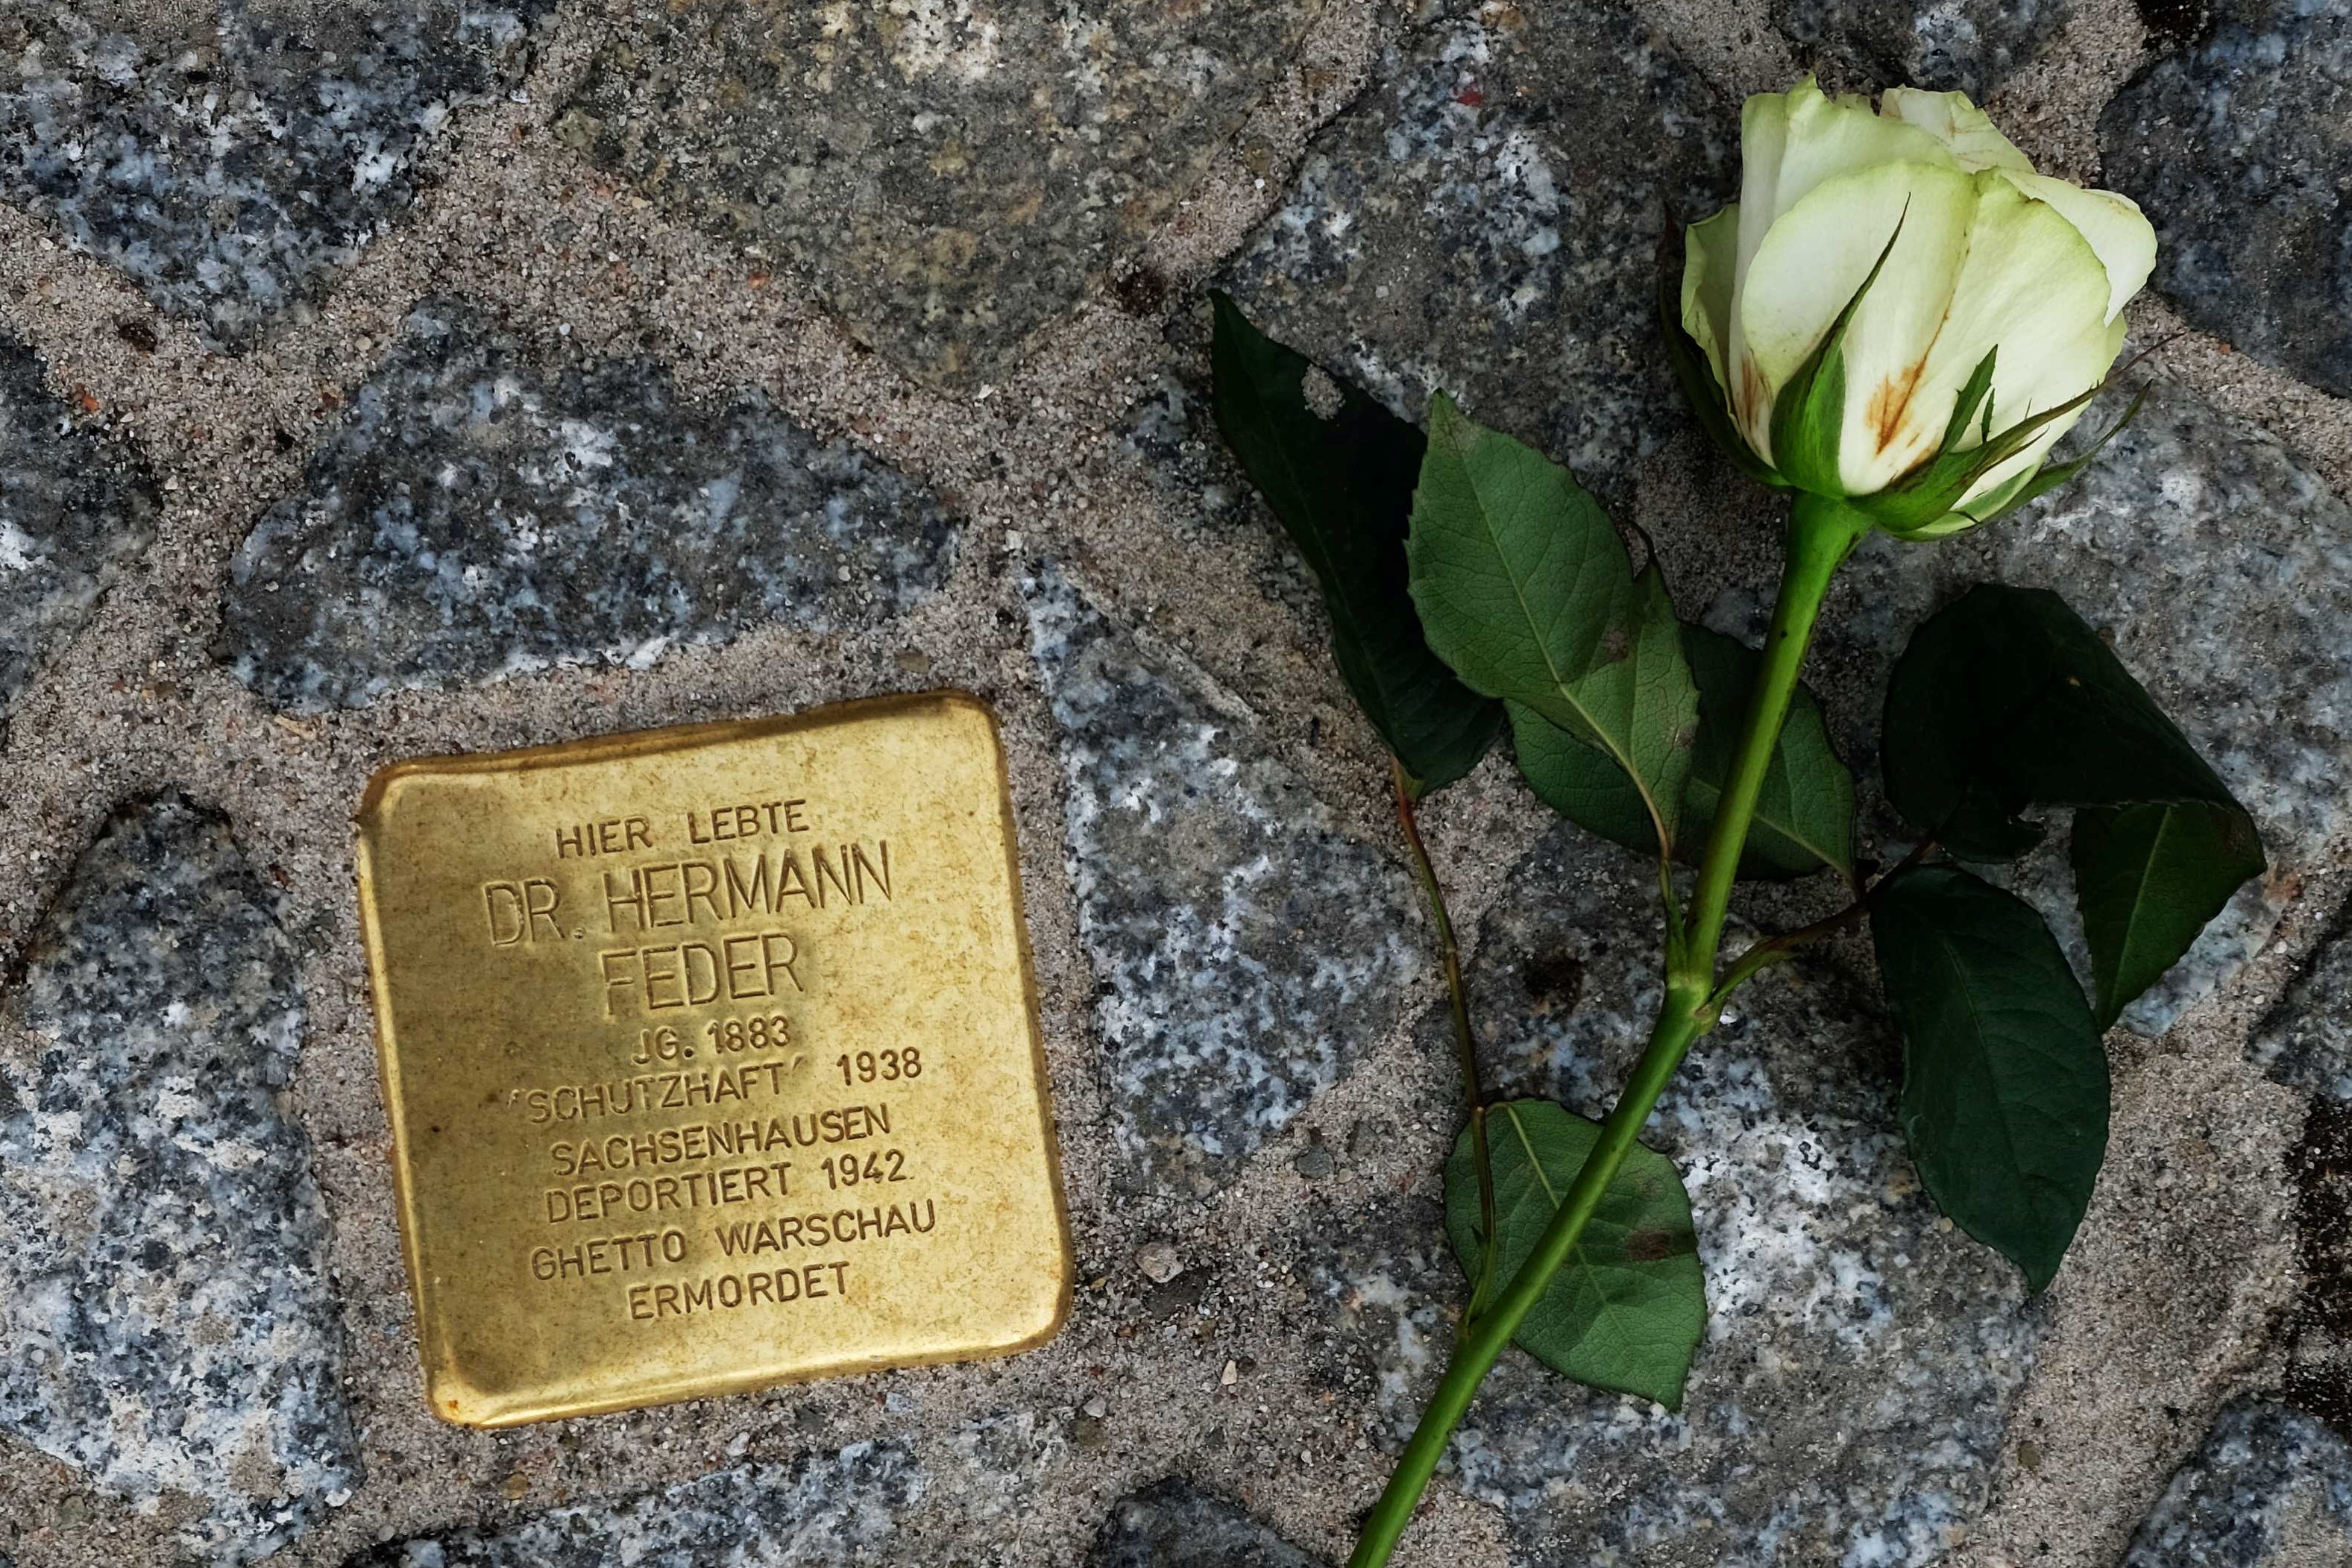 HIER LEBTE
DR. HERMANN
FEDER
JG. 1883
'SCHUTZHAFT' 1938
SACHSENHAUSEN
DEPORTIERT 1942
GHETTO WARSCHAU
ERMORDET